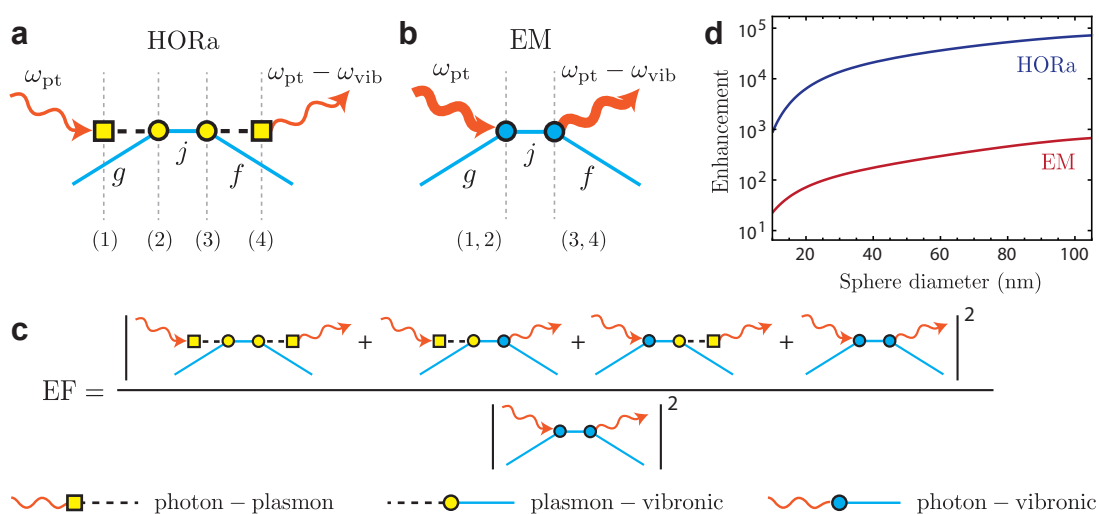 a
HORa
ω_pt
ω_pt − ω_vib
g
j
f
(1) (2) (3) (4)
b
EM
ω_pt
ω_pt − ω_vib
g
j
f
(1, 2) (3, 4)
d
Enhancement
10^5
10^4
10^3
10^2
10^1
HORa
EM
20 40 60 80 100
Sphere diameter (nm)
c
EF =
| + + + |^2
| |^2
photon − plasmon
plasmon − vibronic
photon − vibronic